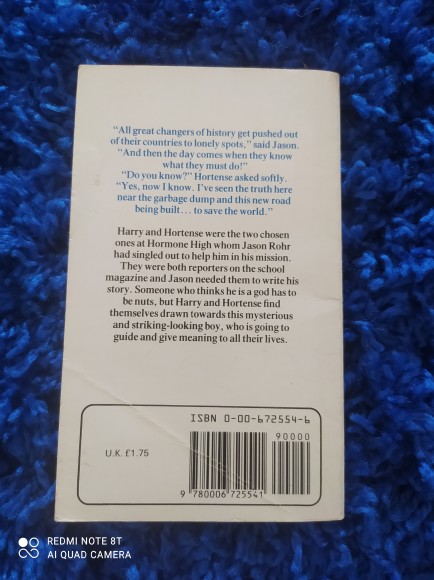 “All great changers of history get pushed out
of their countries to lonely spots,” said Jason.
“And then the day comes when they know
what they must do!”
“Do you know?” Hortense asked softly.
“Yes, now I know. I’ve seen the truth here
near the garbage dump and this new road
being built... to save the world.”
Harry and Hortense were the two chosen
ones at Hormone High whom Jason Rohr
had singled out to help him in his mission.
They were both reporters on the school
magazine and Jason needed them to write his
story. Someone who thinks he is a god has to
be nuts, but Harry and Hortense find
themselves drawn towards this mysterious
and striking-looking boy, who is going to
guide and give meaning to all their lives.
ISBN 0-00-672554-6
90000
U.K. £1.75
9 780006 725541
REDMI NOTE 8T
AI QUAD CAMERA